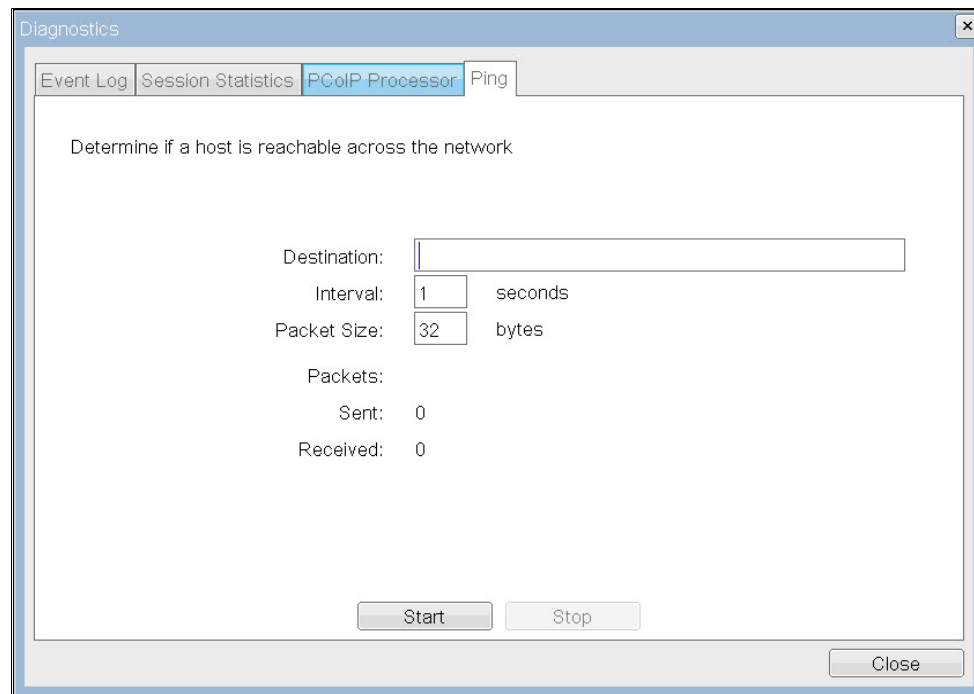 Diagnostics
Event Log Session Statistics PCoIP Processor Ping
Determine if a host is reachable across the network
Destination:
Interval: 1 seconds
Packet Size: 32 bytes
Packets:
Sent: 0
Received: 0
Start Stop
Close